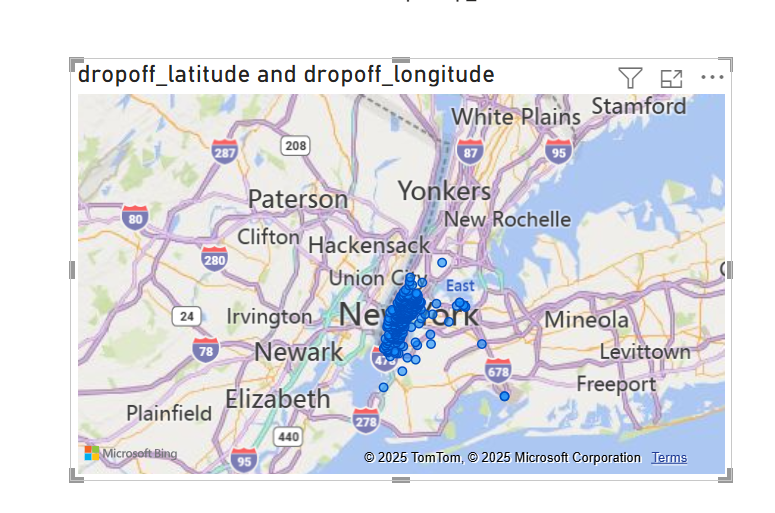 dropoff_latitude and dropoff_longitude
Stamford
White Plains
208
287
87
95
Yonkers
Paterson
80
New Rochelle
Clifton
Hackensack
280
Union City
East
24
Irvington
New York
Mineola
78
Newark
Levittown
678
Freeport
Elizabeth
Plainfield
278
440
95
Microsoft Bing
© 2025 TomTom, © 2025 Microsoft Corporation Terms